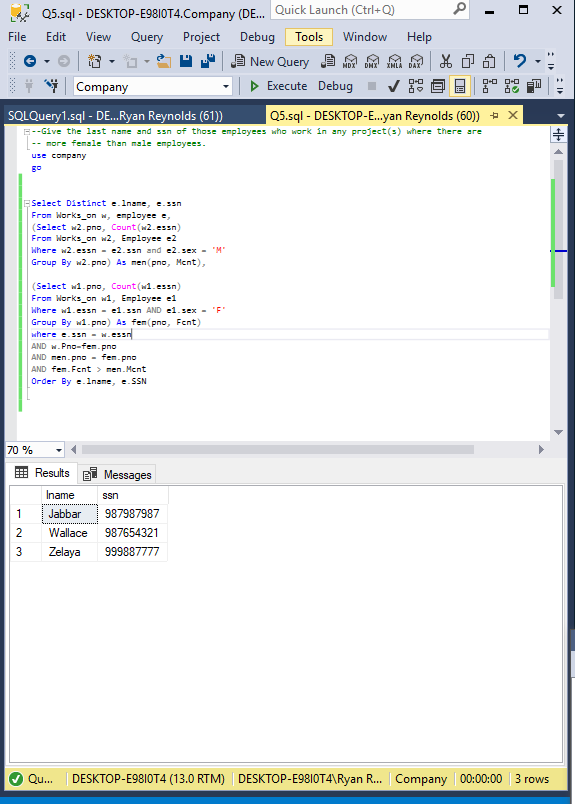 Q5.sql - DESKTOP-E98I0T4.Company (DE...
Quick Launch (Ctrl+Q)
File Edit View Query Project Debug Tools Window Help
New Query MDX DMX XMLA DAX
Company Execute Debug
SQLQuery1.sql - DE...Ryan Reynolds (61))
Q5.sql - DESKTOP-E...yan Reynolds (60))
--Give the last name and ssn of those employees who work in any project(s) where there are
-- more female than male employees.
use company
go
Select Distinct e.lname, e.ssn
From Works_on w, employee e,
(Select w2.pno, Count(w2.essn)
From Works_on w2, Employee e2
Where w2.essn = e2.ssn and e2.sex = 'M'
Group By w2.pno) As men(pno, Mcnt),
(Select w1.pno, Count(w1.essn)
From Works_on w1, Employee e1
Where w1.essn = e1.ssn AND e1.sex = 'F'
Group By w1.pno) As fem(pno, Fcnt)
where e.ssn = w.essn
AND w.Pno=fem.pno
AND men.pno = fem.pno
AND fem.Fcnt > men.Mcnt
Order By e.lname, e.SSN
70 %
Results Messages
lname ssn
1 Jabbar 987987987
2 Wallace 987654321
3 Zelaya 999887777
Qu... DESKTOP-E98I0T4 (13.0 RTM) DESKTOP-E98I0T4\Ryan R... Company 00:00:00 3 rows